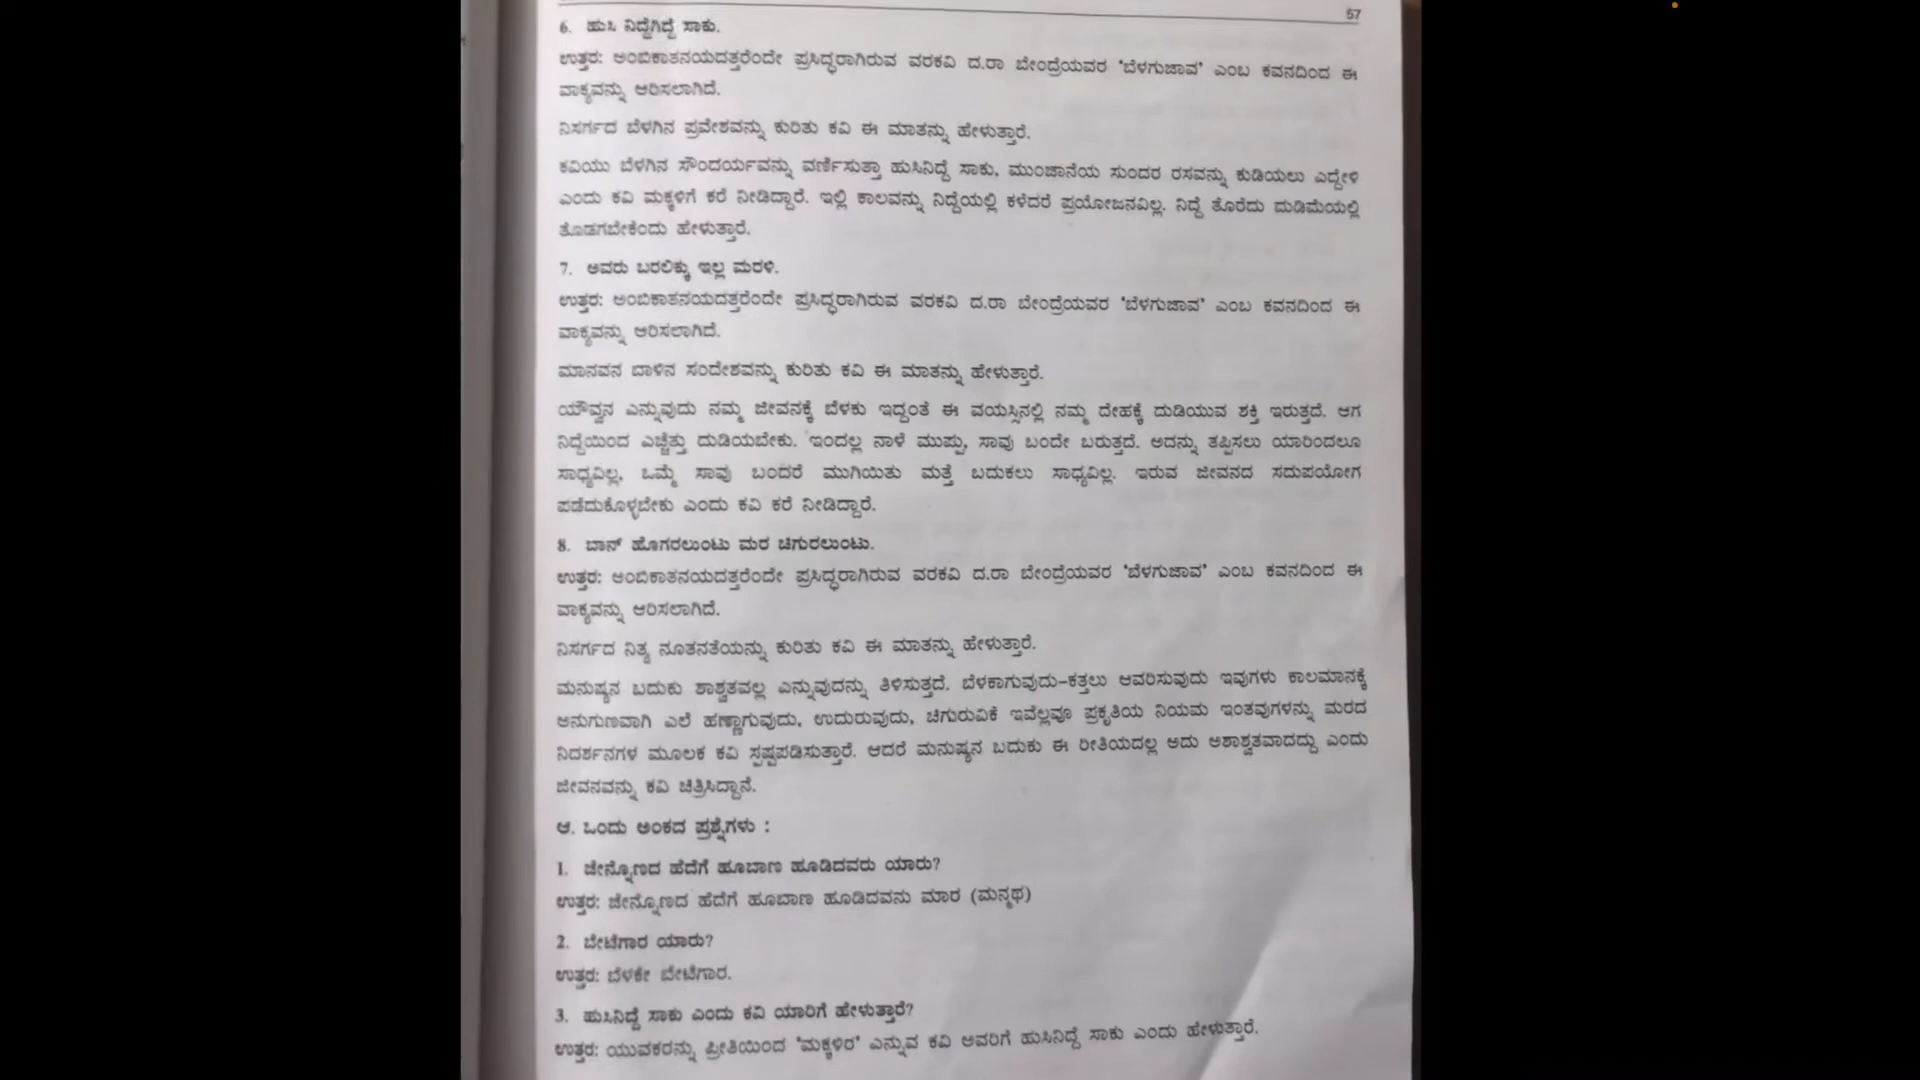 57
6. ಹುಸಿ ನಿದ್ದೆಗಿದ್ದೆ ಸಾಕು.
ಉತ್ತರ: ಅಂಬಿಕಾತನಯದತ್ತರೆಂದೇ ಪ್ರಸಿದ್ಧರಾಗಿರುವ ವರಕವಿ ದ.ರಾ ಬೇಂದ್ರೆಯವರ 'ಬೆಳಗುಜಾವ' ಎಂಬ ಕವನದಿಂದ ಈ
ವಾಕ್ಯವನ್ನು ಆರಿಸಲಾಗಿದೆ.
ನಿಸರ್ಗದ ಬೆಳಗಿನ ಪ್ರವೇಶವನ್ನು ಕುರಿತು ಕವಿ ಈ ಮಾತನ್ನು ಹೇಳುತ್ತಾರೆ.
ಕವಿಯು ಬೆಳಗಿನ ಸೌಂದರ್ಯವನ್ನು ವರ್ಣಿಸುತ್ತಾ ಹುಸಿನಿದ್ದೆ ಸಾಕು, ಮುಂಜಾನೆಯ ಸುಂದರ ರಸವನ್ನು ಕುಡಿಯಲು ಎದ್ದೇಳಿ
ಎಂದು ಕವಿ ಮಕ್ಕಳಿಗೆ ಕರೆ ನೀಡಿದ್ದಾರೆ. ಇಲ್ಲಿ ಕಾಲವನ್ನು ನಿದ್ದೆಯಲ್ಲಿ ಕಳೆದರೆ ಪ್ರಯೋಜನವಿಲ್ಲ. ನಿದ್ದೆ ತೊರೆದು ದುಡಿಮೆಯಲ್ಲಿ
ತೊಡಗಬೇಕೆಂದು ಹೇಳುತ್ತಾರೆ.
7. ಅವರು ಬರಲಿಕ್ಕು ಇಲ್ಲ ಮರಳಿ.
ಉತ್ತರ: ಅಂಬಿಕಾತನಯದತ್ತರೆಂದೇ ಪ್ರಸಿದ್ಧರಾಗಿರುವ ವರಕವಿ ದ.ರಾ ಬೇಂದ್ರೆಯವರ 'ಬೆಳಗುಜಾವ' ಎಂಬ ಕವನದಿಂದ ಈ
ವಾಕ್ಯವನ್ನು ಆರಿಸಲಾಗಿದೆ.
ಮಾನವನ ಬಾಳಿನ ಸಂದೇಶವನ್ನು ಕುರಿತು ಕವಿ ಈ ಮಾತನ್ನು ಹೇಳುತ್ತಾರೆ.
ಯೌವ್ವನ ಎನ್ನುವುದು ನಮ್ಮ ಜೀವನಕ್ಕೆ ಬೆಳಕು ಇದ್ದಂತೆ ಈ ವಯಸ್ಸಿನಲ್ಲಿ ನಮ್ಮ ದೇಹಕ್ಕೆ ದುಡಿಯುವ ಶಕ್ತಿ ಇರುತ್ತದೆ. ಆಗ
ನಿದ್ದೆಯಿಂದ ಎಚ್ಚೆತ್ತು ದುಡಿಯಬೇಕು. ಇಂದಲ್ಲ ನಾಳೆ ಮುಪ್ಪು, ಸಾವು ಬಂದೇ ಬರುತ್ತದೆ. ಅದನ್ನು ತಪ್ಪಿಸಲು ಯಾರಿಂದಲೂ
ಸಾಧ್ಯವಿಲ್ಲ, ಒಮ್ಮೆ ಸಾವು ಬಂದರೆ ಮುಗಿಯಿತು ಮತ್ತೆ ಬದುಕಲು ಸಾಧ್ಯವಿಲ್ಲ. ಇರುವ ಜೀವನದ ಸದುಪಯೋಗ
ಪಡೆದುಕೊಳ್ಳಬೇಕು ಎಂದು ಕವಿ ಕರೆ ನೀಡಿದ್ದಾರೆ.
8. ಬಾನ್ ಹೊಗರಲುಂಟು ಮರ ಚಿಗುರಲುಂಟು.
ಉತ್ತರ: ಅಂಬಿಕಾತನಯದತ್ತರೆಂದೇ ಪ್ರಸಿದ್ಧರಾಗಿರುವ ವರಕವಿ ದ.ರಾ ಬೇಂದ್ರೆಯವರ 'ಬೆಳಗುಜಾವ' ಎಂಬ ಕವನದಿಂದ ಈ
ವಾಕ್ಯವನ್ನು ಆರಿಸಲಾಗಿದೆ.
ನಿಸರ್ಗದ ನಿತ್ಯ ನೂತನತೆಯನ್ನು ಕುರಿತು ಕವಿ ಈ ಮಾತನ್ನು ಹೇಳುತ್ತಾರೆ.
ಮನುಷ್ಯನ ಬದುಕು ಶಾಶ್ವತವಲ್ಲ ಎನ್ನುವುದನ್ನು ತಿಳಿಸುತ್ತದೆ. ಬೆಳಕಾಗುವುದು-ಕತ್ತಲು ಆವರಿಸುವುದು ಇವುಗಳು ಕಾಲಮಾನಕ್ಕೆ
ಅನುಗುಣವಾಗಿ ಎಲೆ ಹಣ್ಣಾಗುವುದು, ಉದುರುವುದು, ಚಿಗುರುವಿಕೆ ಇವೆಲ್ಲವೂ ಪ್ರಕೃತಿಯ ನಿಯಮ ಇಂತವುಗಳನ್ನು ಮರದ
ನಿದರ್ಶನಗಳ ಮೂಲಕ ಕವಿ ಸ್ಪಷ್ಟಪಡಿಸುತ್ತಾರೆ. ಆದರೆ ಮನುಷ್ಯನ ಬದುಕು ಈ ರೀತಿಯದಲ್ಲ ಅದು ಅಶಾಶ್ವತವಾದದ್ದು ಎಂದು
ಜೀವನವನ್ನು ಕವಿ ಚಿತ್ರಿಸಿದ್ದಾನೆ.
ಆ. ಒಂದು ಅಂಕದ ಪ್ರಶ್ನೆಗಳು :
1. ಜೇನ್ನೊಣದ ಹೆದೆಗೆ ಹೂಬಾಣ ಹೂಡಿದವರು ಯಾರು?
ಉತ್ತರ: ಜೇನ್ನೊಣದ ಹೆದೆಗೆ ಹೂಬಾಣ ಹೂಡಿದವನು ಮಾರ (ಮನ್ಮಥ)
2. ಬೇಟೆಗಾರ ಯಾರು?
ಉತ್ತರ: ಬೆಳಕೇ ಬೇಟೆಗಾರ.
3. ಹುಸಿನಿದ್ದೆ ಸಾಕು ಎಂದು ಕವಿ ಯಾರಿಗೆ ಹೇಳುತ್ತಾರೆ?
ಉತ್ತರ: ಯುವಕರನ್ನು ಪ್ರೀತಿಯಿಂದ 'ಮಕ್ಕಳಿರ' ಎನ್ನುವ ಕವಿ ಅವರಿಗೆ ಹುಸಿನಿದ್ದೆ ಸಾಕು ಎಂದು ಹೇಳುತ್ತಾರೆ.